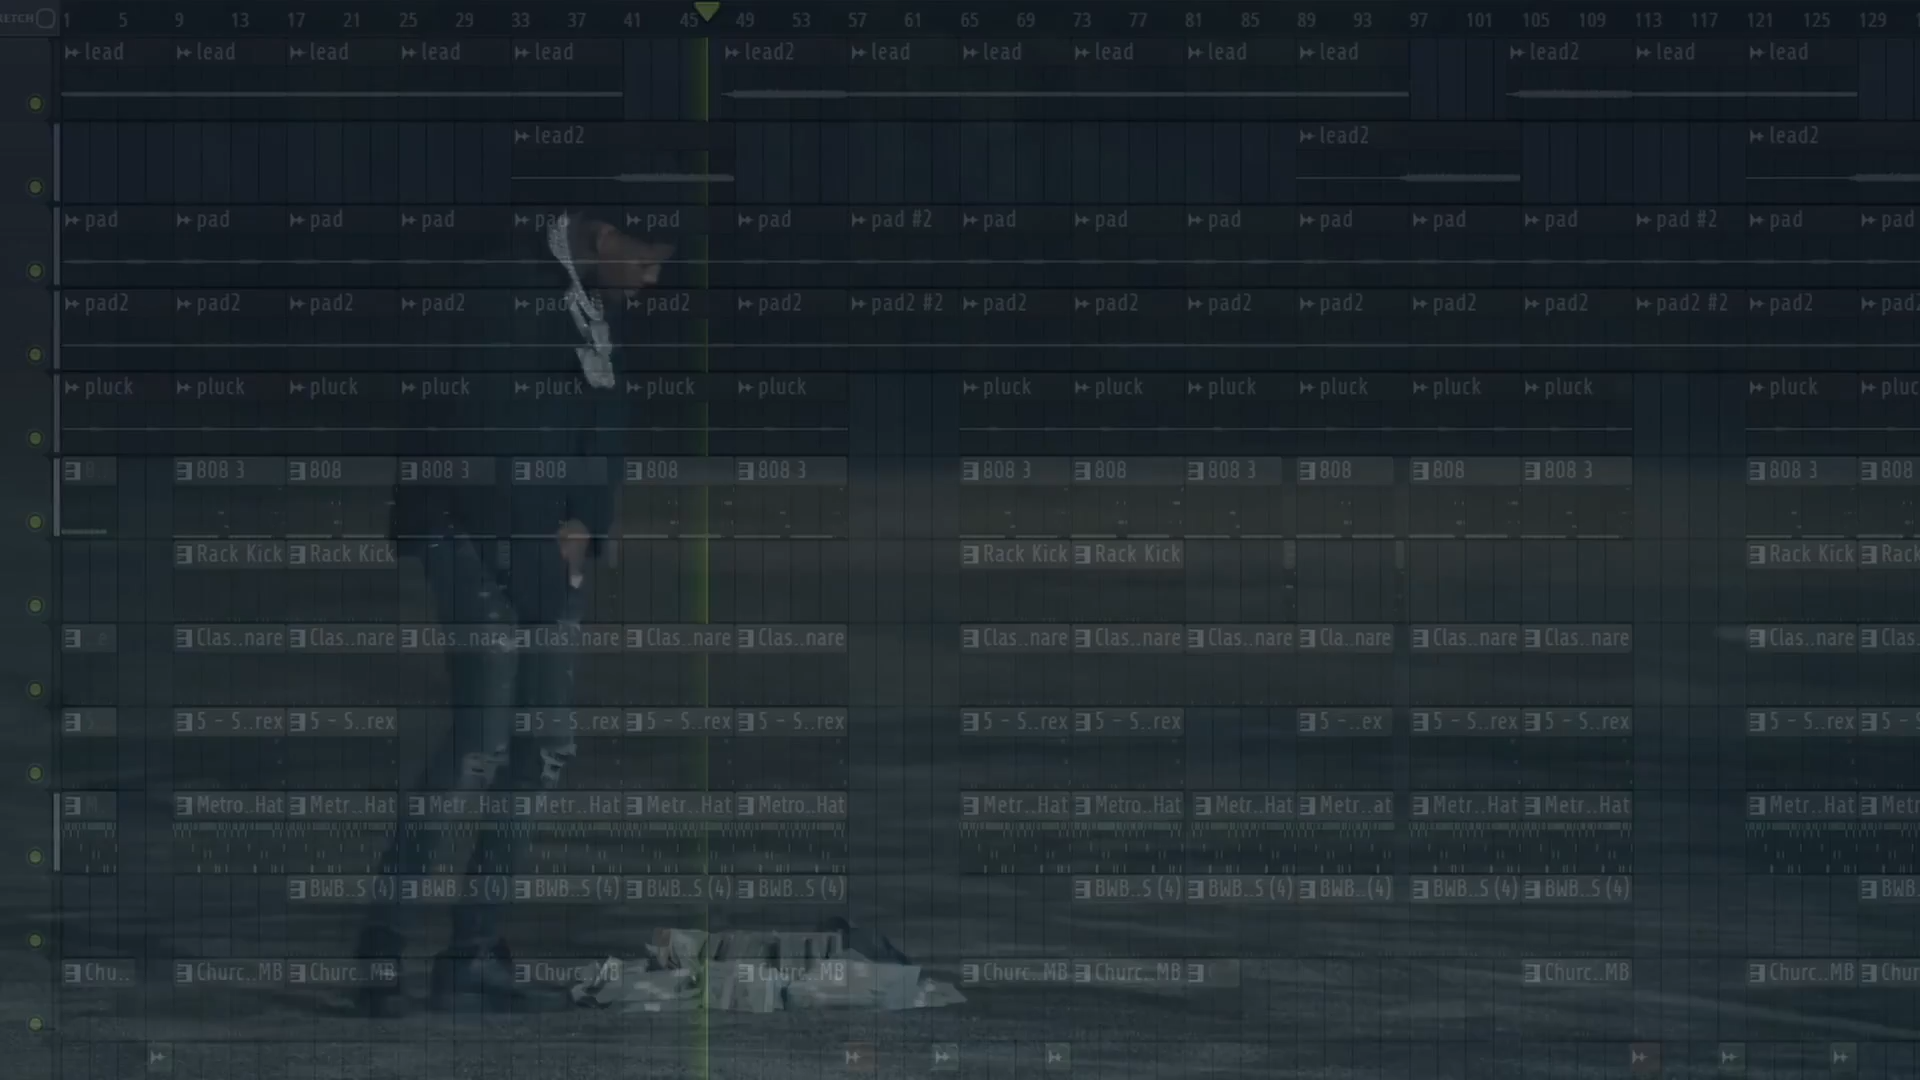 ETCH 1 5 9 13 17 21 25 29 33 37 41 45 49 53 57 61 65 69 73 77 81 85 89 93 97 101 105 109 113 117 121 125 129
lead lead lead lead lead lead2 lead lead lead lead lead lead2 lead lead
lead2 lead2 lead2
pad pad pad pad pad pad pad pad #2 pad pad pad pad pad pad pad #2 pad pad
pad2 pad2 pad2 pad2 pad2 pad2 pad2 #2 pad2 pad2 pad2 pad2 pad2 pad2 pad2 #2 pad2 pad2
pluck pluck pluck pluck pluck pluck pluck pluck pluck pluck pluck pluck pluck pluck pluc
808 3 808 808 3 808 808 808 3 808 3 808 808 3 808 808 808 3 808 3 808
Rack Kick Rack Kick Rack Kick Rack Kick Rack Kick Rack
Clas..nare Clas..nare Clas..nare Clas..nare Clas..nare Clas..nare Clas..nare Clas..nare Clas..nare Cla..nare Clas..nare Clas..nare Clas..nare Clas
5 - S..rex 5 - S..rex 5 - S..rex 5 - S..rex 5 - S..rex 5 - S..rex 5 - S..rex 5 -..ex 5 - S..rex 5 - S..rex 5 - S..rex 5 - S
Metro..Hat Metr..Hat Metr..Hat Metr..Hat Metr..Hat Metro..Hat Metr..Hat Metro..Hat Metr..Hat Metr..at Metr..Hat Metr..Hat Metr..Hat Metr
BWB..S (4) BWB..S (4) BWB..S (4) BWB..S (4) BWB..S (4) BWB..S (4) BWB..S (4) BWB..(4) BWB..S (4) BWB..S (4) BWB
Chu.. Churc..MB Churc..MB Churc..MB Churc..MB Churc..MB Churc..MB Churc..MB Churc..MB Chur